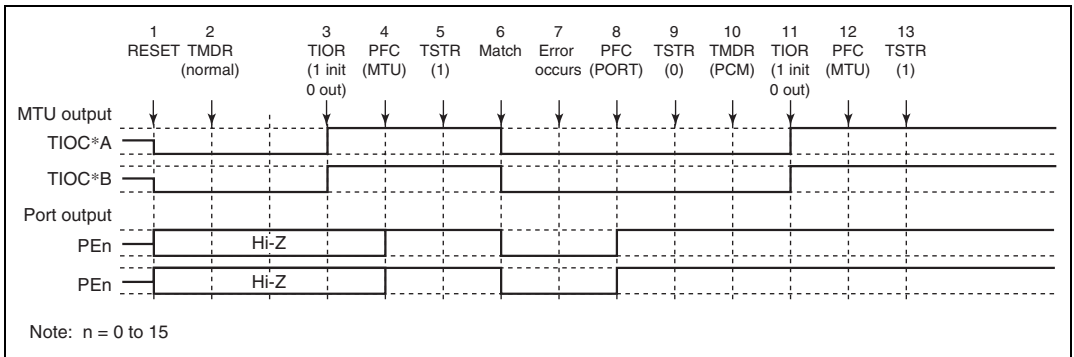 1 2 3 4 5 6 7 8 9 10 11 12 13
RESET TMDR TIOR PFC TSTR Match Error PFC TSTR TMDR TIOR PFC TSTR
(normal) (1 init (MTU) (1) occurs (PORT) (0) (PCM) (1 init (MTU) (1)
0 out) 0 out)
MTU output
TIOC*A
TIOC*B
Port output
PEn Hi-Z
PEn Hi-Z
Note: n = 0 to 15